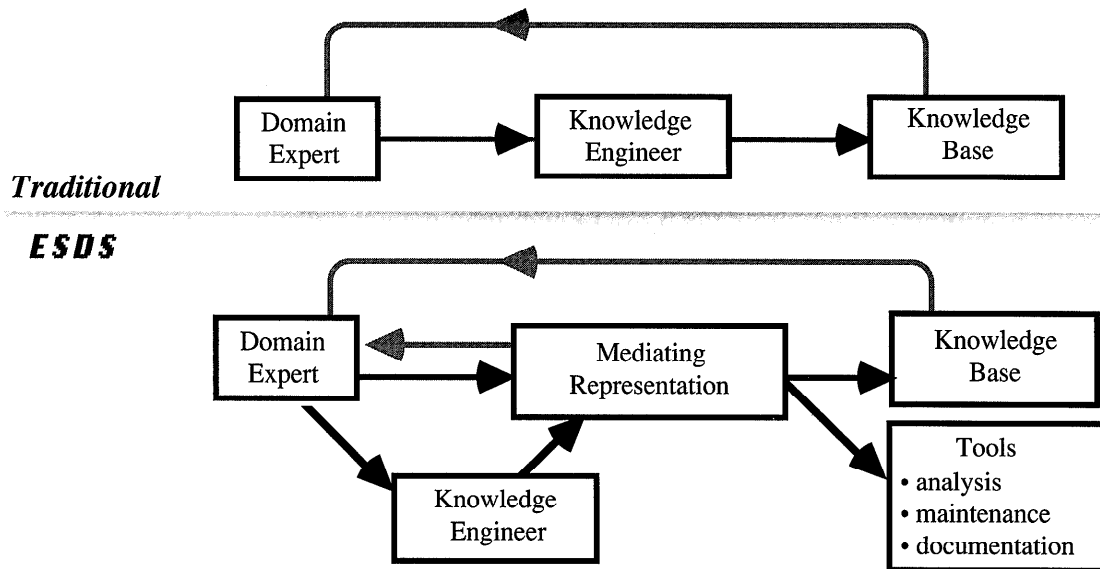 Domain
Expert
Knowledge
Engineer
Knowledge
Base
Traditional
ESDS
Domain
Expert
Mediating
Representation
Knowledge
Base
Knowledge
Engineer
Tools
• analysis
• maintenance
• documentation